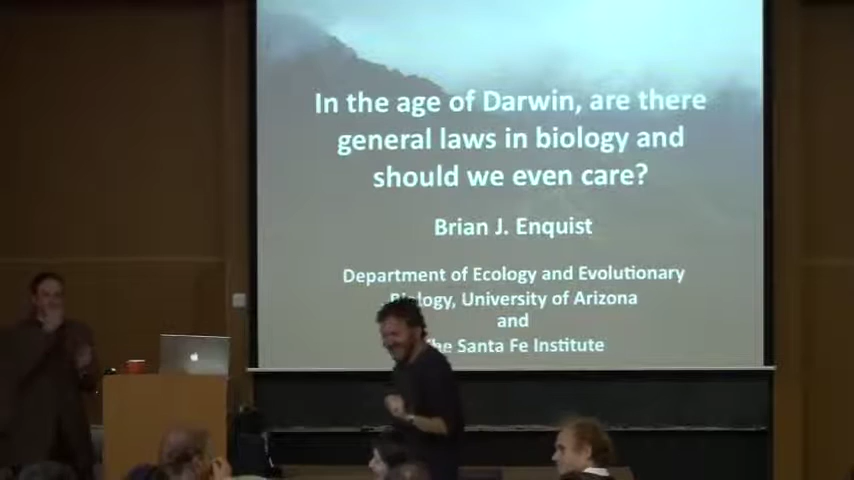 In the age of Darwin, are there
general laws in biology and
should we even care?
Brian J. Enquist
Department of Ecology and Evolutionary
Biology, University of Arizona
and
The Santa Fe Institute